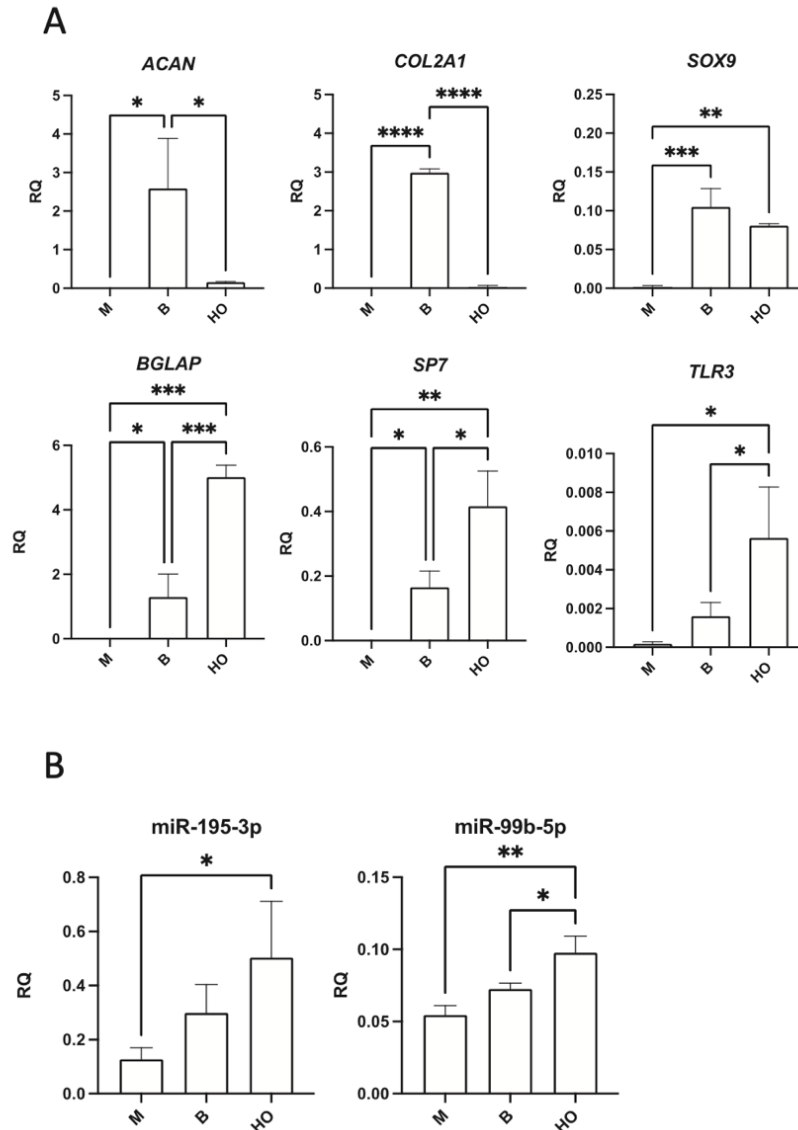 A
ACAN COL2A1 SOX9
* *
**** ****
** ***
RQ
5
4
3
2
1
0
M B HO
RQ
5
4
3
2
1
0
M B HO
RQ
0.25
0.20
0.15
0.10
0.05
0.00
M B HO
BGLAP SP7 TLR3
***
* ***
**
* *
*
*
RQ
6
4
2
0
M B HO
RQ
0.6
0.4
0.2
0.0
M B HO
RQ
0.010
0.008
0.006
0.004
0.002
0.000
M B HO
B
miR-195-3p miR-99b-5p
*
**
*
RQ
0.8
0.6
0.4
0.2
0.0
M B HO
RQ
0.15
0.10
0.05
0.00
M B HO